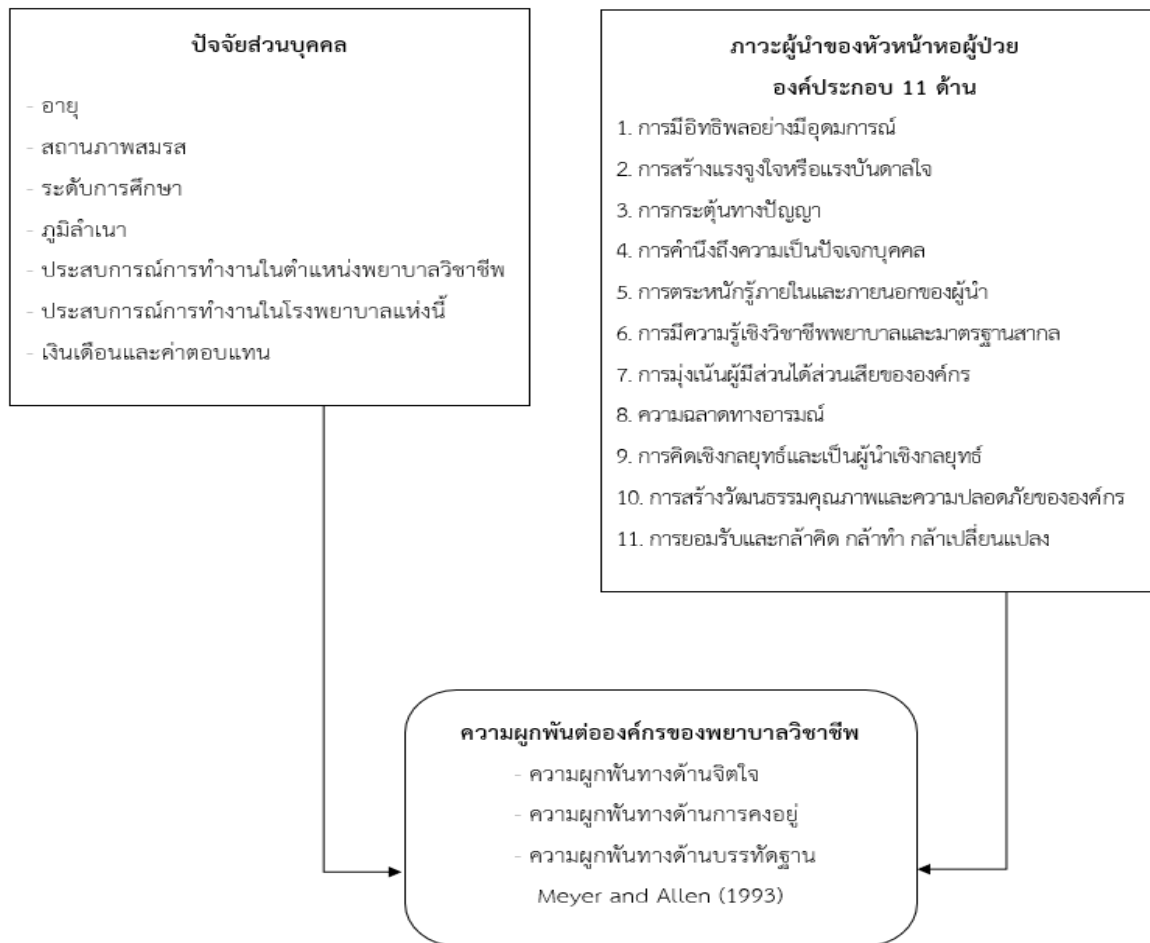 ปัจจัยส่วนบุคคล
- อายุ
- สถานภาพสมรส
- ระดับการศึกษา
- ภูมิลำเนา
- ประสบการณ์การทำงานในตำแหน่งพยาบาลวิชาชีพ
- ประสบการณ์การทำงานในโรงพยาบาลแห่งนี้
- เงินเดือนและค่าตอบแทน
ภาวะผู้นำของหัวหน้าหอผู้ป่วย
องค์ประกอบ 11 ด้าน
1. การมีอิทธิพลอย่างมีอุดมการณ์
2. การสร้างแรงจูงใจหรือแรงบันดาลใจ
3. การกระตุ้นทางปัญญา
4. การคำนึงถึงความเป็นปัจเจกบุคคล
5. การตระหนักรู้ภายในและภายนอกของผู้นำ
6. การมีความรู้เชิงวิชาชีพพยาบาลและมาตรฐานสากล
7. การมุ่งเน้นผู้มีส่วนได้ส่วนเสียขององค์กร
8. ความฉลาดทางอารมณ์
9. การคิดเชิงกลยุทธ์และเป็นผู้นำเชิงกลยุทธ์
10. การสร้างวัฒนธรรมคุณภาพและความปลอดภัยขององค์กร
11. การยอมรับและกล้าคิด กล้าทำ กล้าเปลี่ยนแปลง
ความผูกพันต่อองค์กรของพยาบาลวิชาชีพ
- ความผูกพันทางด้านจิตใจ
- ความผูกพันทางด้านการคงอยู่
- ความผูกพันทางด้านบรรทัดฐาน
Meyer and Allen (1993)